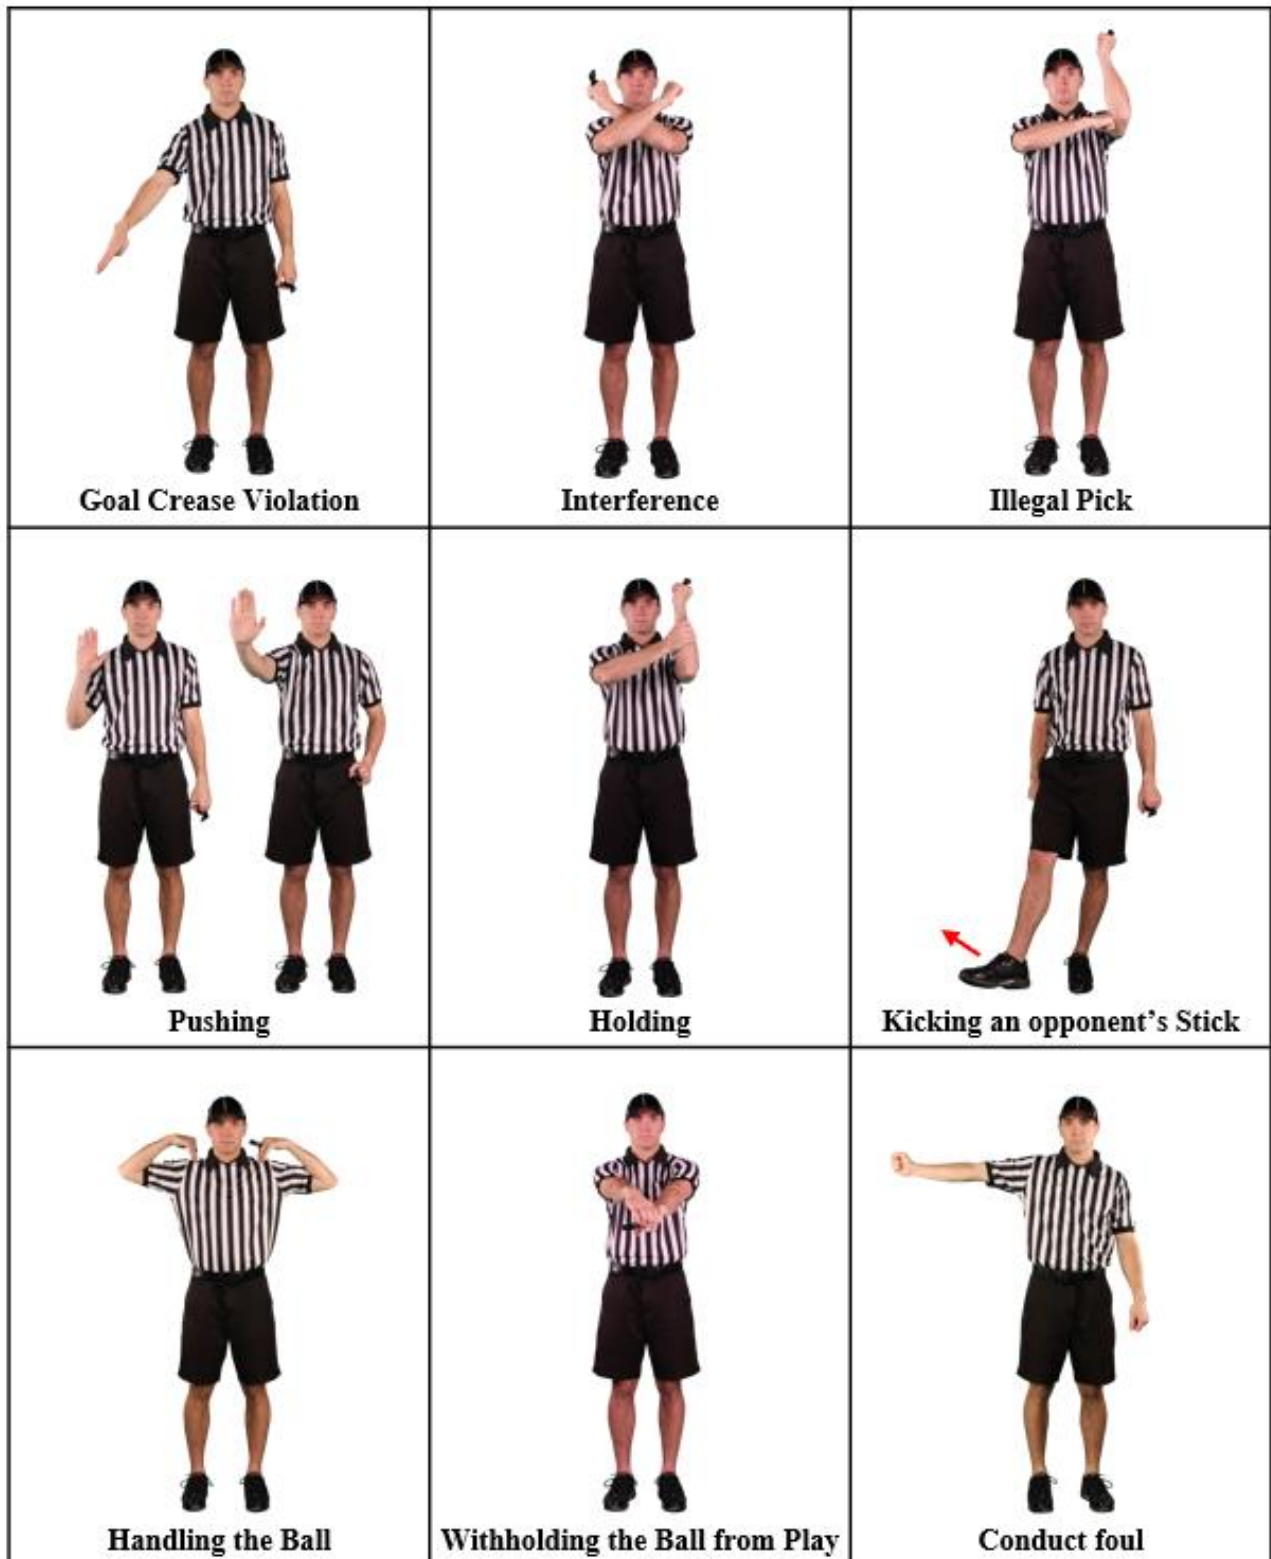 Goal Crease Violation
Interference
Illegal Pick
Pushing
Holding
Kicking an opponent’s Stick
Handling the Ball
Withholding the Ball from Play
Conduct foul